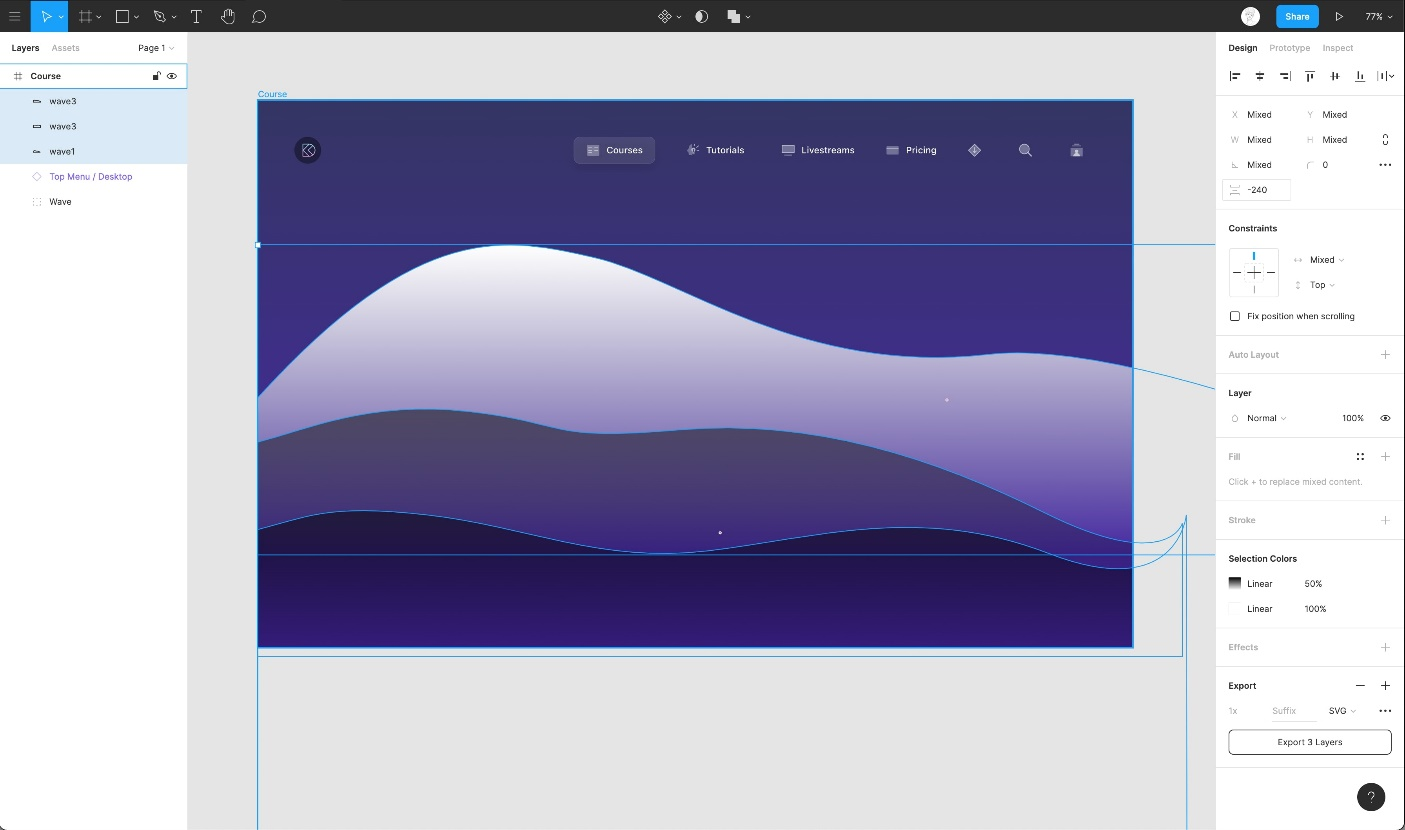 Share
77%
Layers
Assets
Page 1
Course
wave3
wave3
wave1
Top Menu / Desktop
Wave
Course
Courses
Tutorials
Livestreams
Pricing
Design
Prototype
Inspect
X Mixed Y Mixed
W Mixed H Mixed
Mixed 0
-240
Constraints
Mixed
Top
Fix position when scrolling
Auto Layout
Layer
Normal 100%
Fill
Click + to replace mixed content.
Stroke
Selection Colors
Linear 50%
Linear 100%
Effects
Export
1x Suffix SVG
Export 3 Layers
?